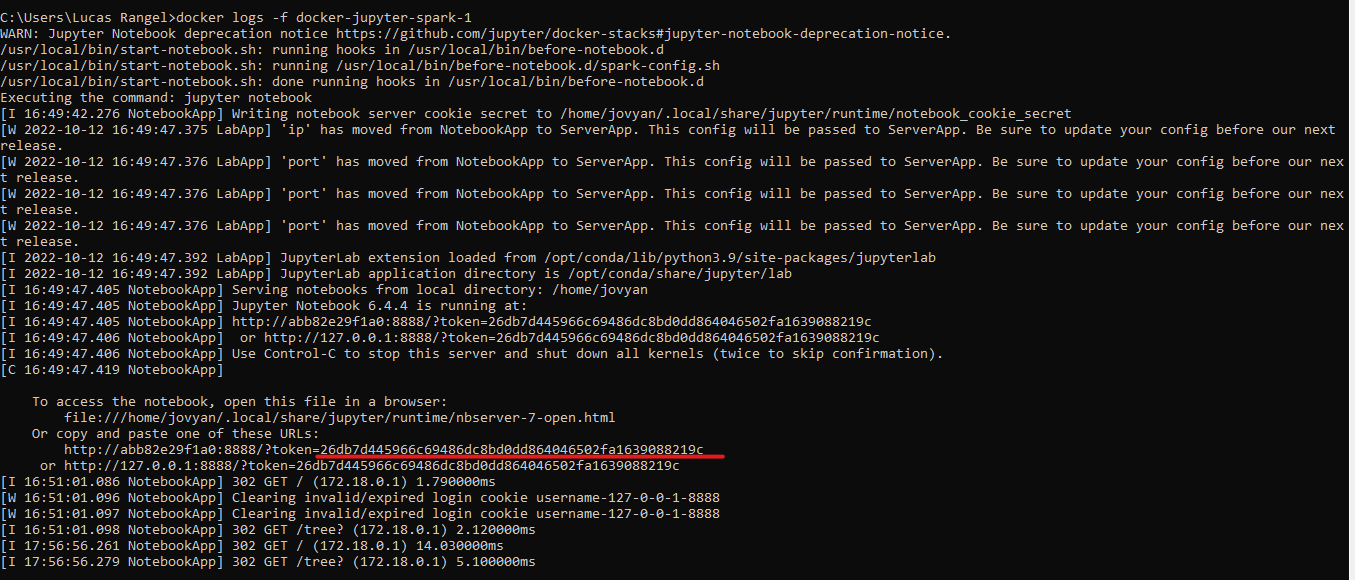 C:\Users\Lucas Rangel>docker logs -f docker-jupyter-spark-1
WARN: Jupyter Notebook deprecation notice https://github.com/jupyter/docker-stacks#jupyter-notebook-deprecation-notice.
/usr/local/bin/start-notebook.sh: running hooks in /usr/local/bin/before-notebook.d
/usr/local/bin/start-notebook.sh: running /usr/local/bin/before-notebook.d/spark-config.sh
/usr/local/bin/start-notebook.sh: done running hooks in /usr/local/bin/before-notebook.d
Executing the command: jupyter notebook
[I 16:49:42.276 NotebookApp] Writing notebook server cookie secret to /home/jovyan/.local/share/jupyter/runtime/notebook_cookie_secret
[W 2022-10-12 16:49:47.375 LabApp] 'ip' has moved from NotebookApp to ServerApp. This config will be passed to ServerApp. Be sure to update your config before our next
release.
[W 2022-10-12 16:49:47.376 LabApp] 'port' has moved from NotebookApp to ServerApp. This config will be passed to ServerApp. Be sure to update your config before our nex
t release.
[W 2022-10-12 16:49:47.376 LabApp] 'port' has moved from NotebookApp to ServerApp. This config will be passed to ServerApp. Be sure to update your config before our nex
t release.
[W 2022-10-12 16:49:47.376 LabApp] 'port' has moved from NotebookApp to ServerApp. This config will be passed to ServerApp. Be sure to update your config before our nex
t release.
[I 2022-10-12 16:49:47.392 LabApp] JupyterLab extension loaded from /opt/conda/lib/python3.9/site-packages/jupyterlab
[I 2022-10-12 16:49:47.392 LabApp] JupyterLab application directory is /opt/conda/share/jupyter/lab
[I 16:49:47.405 NotebookApp] Serving notebooks from local directory: /home/jovyan
[I 16:49:47.405 NotebookApp] Jupyter Notebook 6.4.4 is running at:
[I 16:49:47.405 NotebookApp] http://abb82e29f1a0:8888/?token=26db7d445966c69486dc8bd0dd864046502fa1639088219c
[I 16:49:47.406 NotebookApp]  or http://127.0.0.1:8888/?token=26db7d445966c69486dc8bd0dd864046502fa1639088219c
[I 16:49:47.406 NotebookApp] Use Control-C to stop this server and shut down all kernels (twice to skip confirmation).
[C 16:49:47.419 NotebookApp]
To access the notebook, open this file in a browser:
file:///home/jovyan/.local/share/jupyter/runtime/nbserver-7-open.html
Or copy and paste one of these URLs:
http://abb82e29f1a0:8888/?token=26db7d445966c69486dc8bd0dd864046502fa1639088219c
or http://127.0.0.1:8888/?token=26db7d445966c69486dc8bd0dd864046502fa1639088219c
[I 16:51:01.086 NotebookApp] 302 GET / (172.18.0.1) 1.790000ms
[W 16:51:01.096 NotebookApp] Clearing invalid/expired login cookie username-127-0-0-1-8888
[W 16:51:01.097 NotebookApp] Clearing invalid/expired login cookie username-127-0-0-1-8888
[I 16:51:01.098 NotebookApp] 302 GET /tree? (172.18.0.1) 2.120000ms
[I 17:56:56.261 NotebookApp] 302 GET / (172.18.0.1) 14.030000ms
[I 17:56:56.279 NotebookApp] 302 GET /tree? (172.18.0.1) 5.100000ms